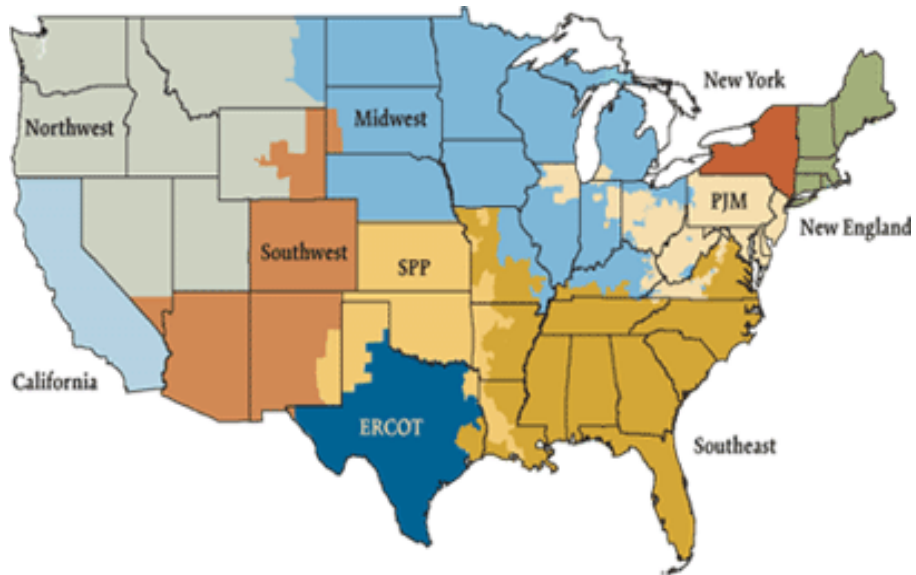 New York
Northwest
Midwest
PJM
New England
Southwest
SPP
California
ERCOT
Southeast